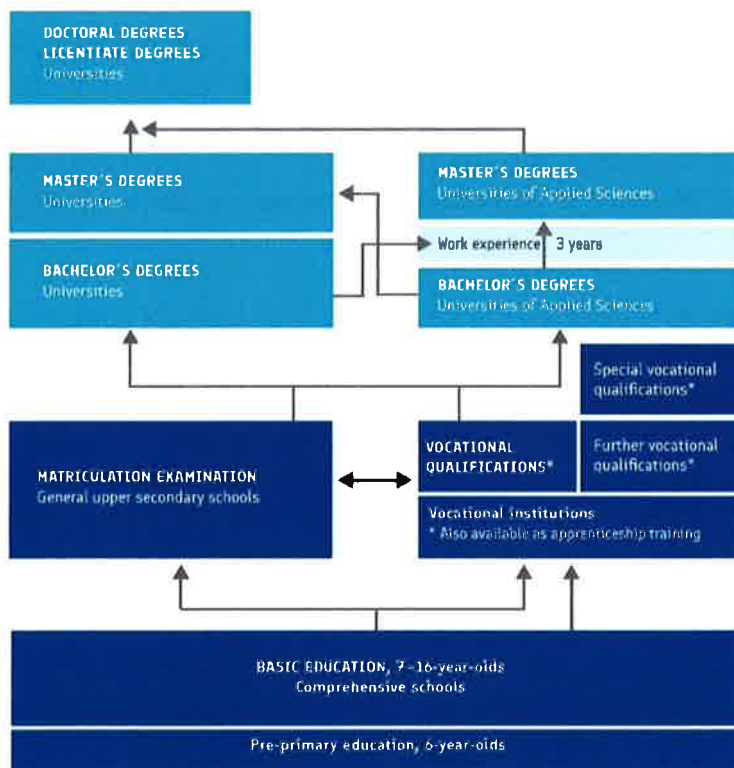 DOCTORAL DEGREES
LICENTIATE DEGREES
Universities
MASTER'S DEGREES
Universities
MASTER'S DEGREES
Universities of Applied Sciences
Work experience 3 years
BACHELOR'S DEGREES
Universities
BACHELOR'S DEGREES
Universities of Applied Sciences
Special vocational
qualifications*
MATRICULATION EXAMINATION
General upper secondary schools
VOCATIONAL
QUALIFICATIONS*
Further vocational
qualifications*
Vocational institutions
* Also available as apprenticeship training
BASIC EDUCATION, 7–16-year-olds
Comprehensive schools
Pre-primary education, 6-year-olds